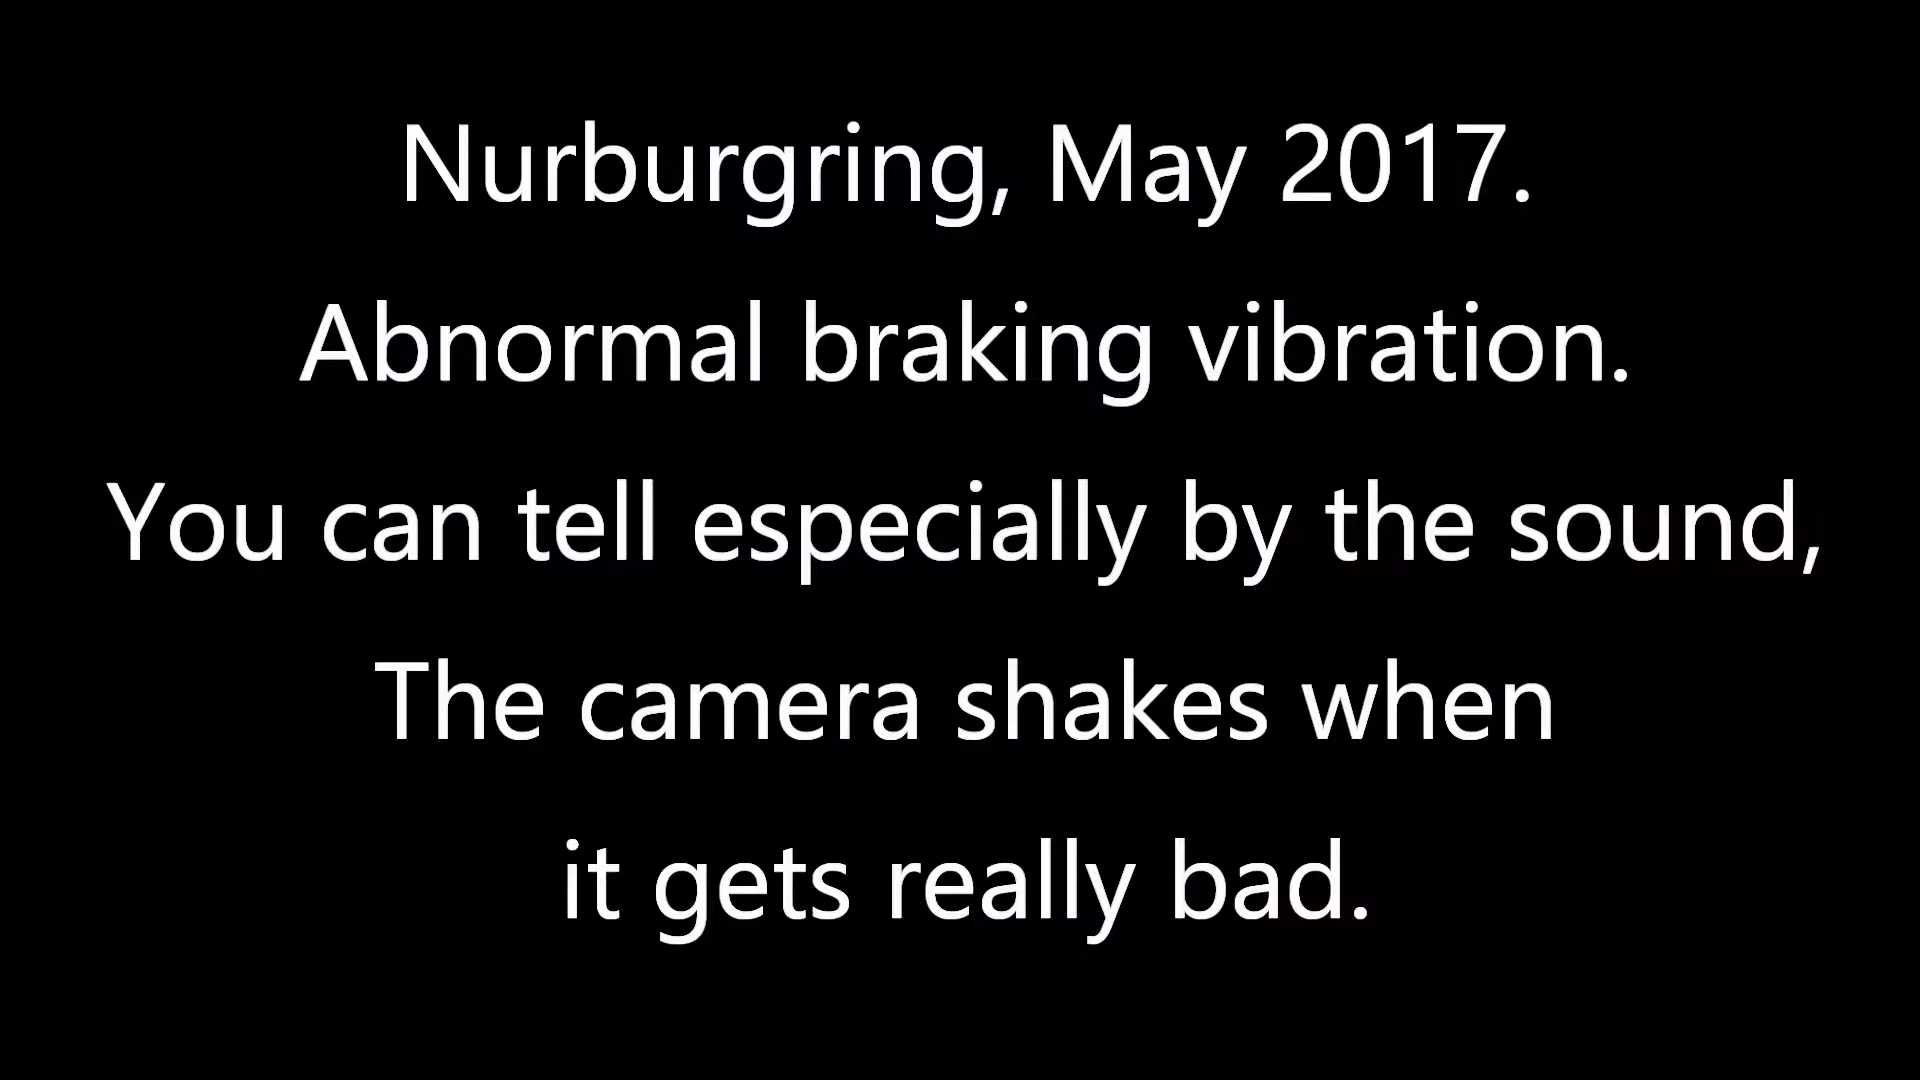 Nurburgring, May 2017.
Abnormal braking vibration.
You can tell especially by the sound,
The camera shakes when
it gets really bad.